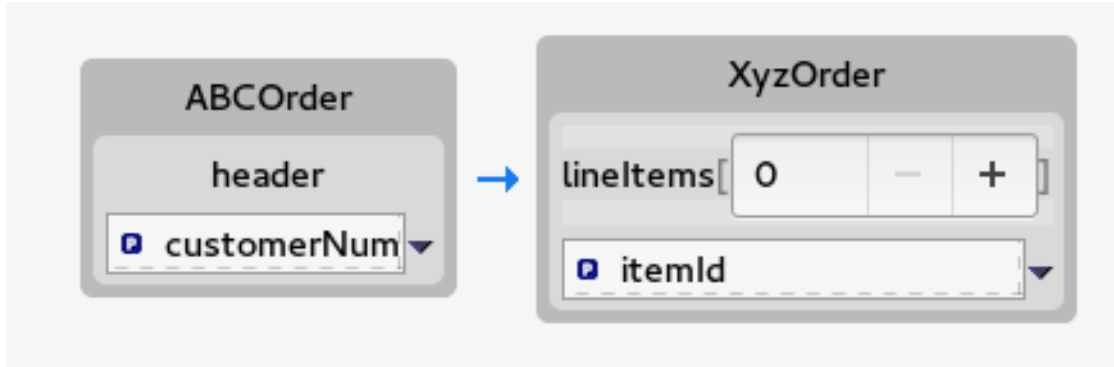 ABCOrder
header
customerNum
XyzOrder
lineItems[ 0 − + ]
itemId